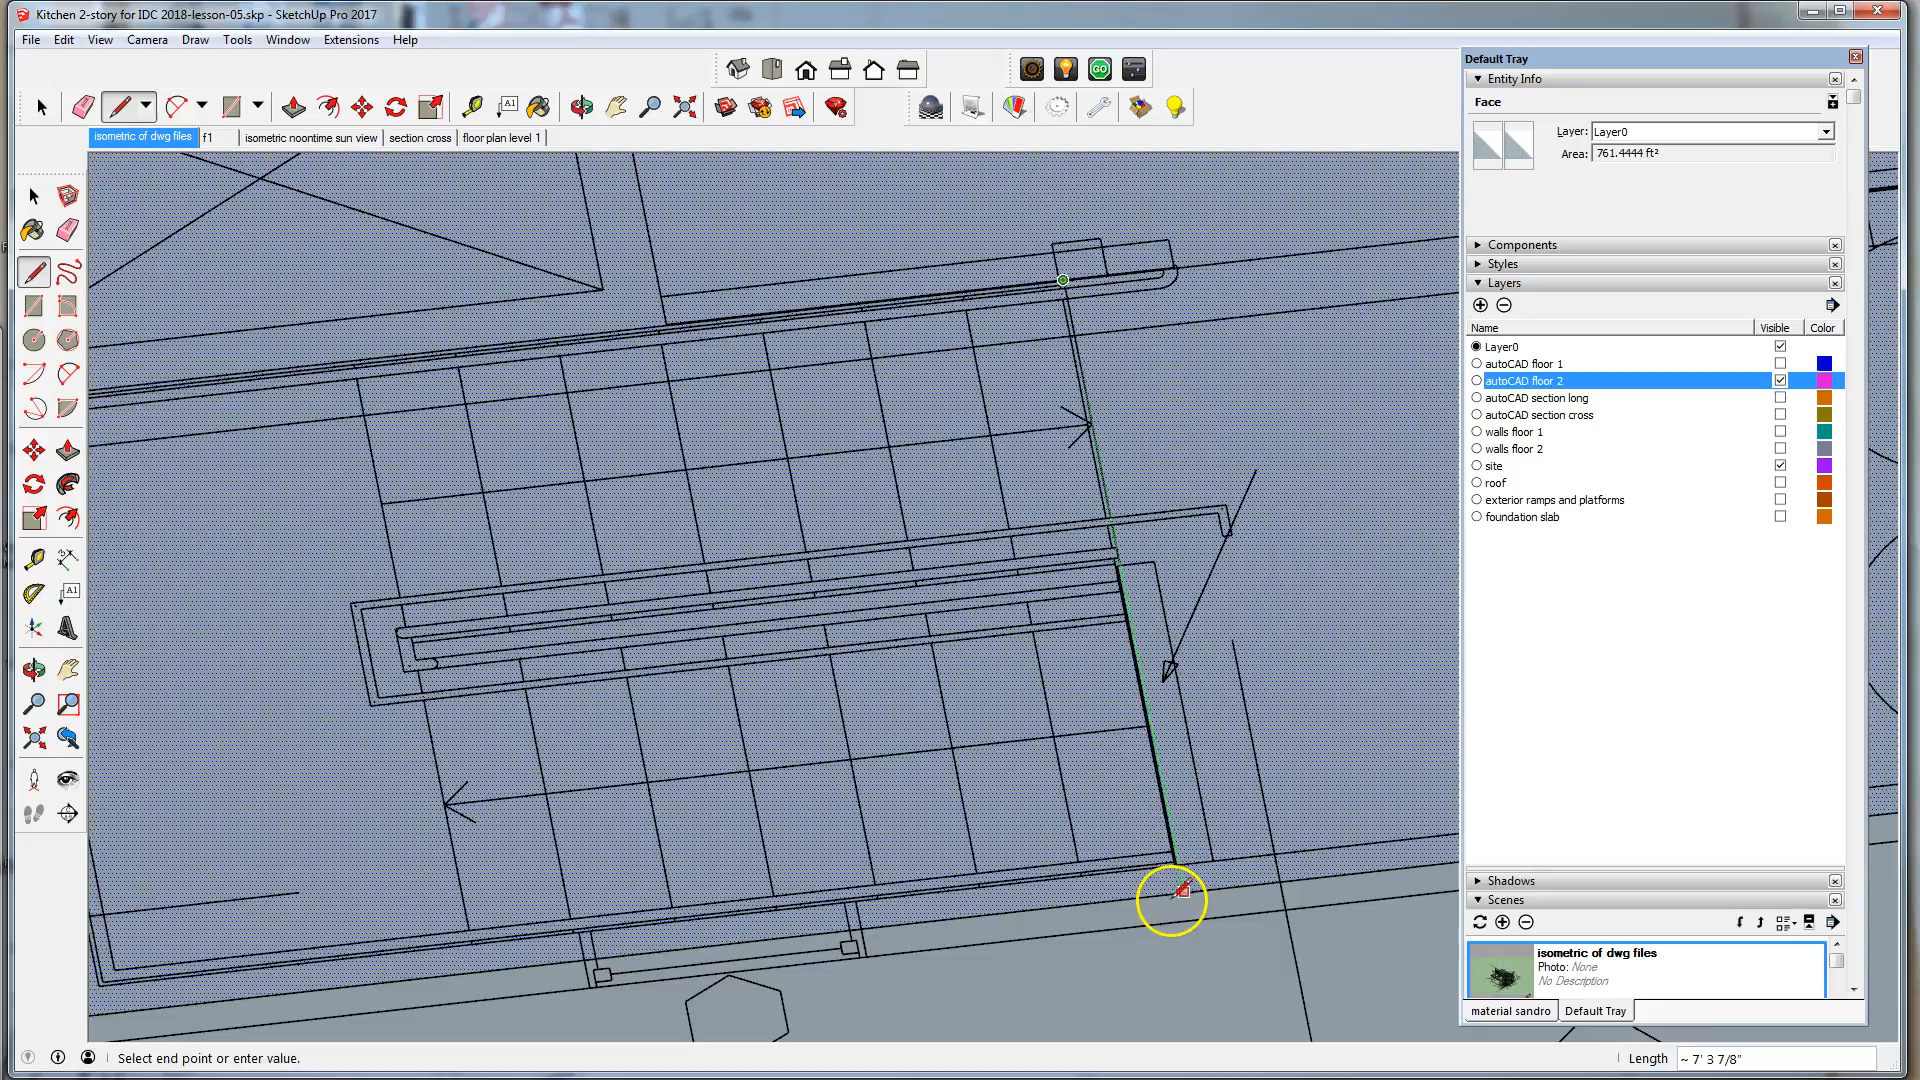 Kitchen 2-story for IDC 2018-lesson-05.skp - SketchUp Pro 2017
File Edit View Camera Draw Tools Window Extensions Help
GO
A1
isometric of dwg files f1 isometric noontime sun view section cross floor plan level 1
A1
Default Tray
Entity Info
Face
Layer: Layer0
Area: 761.4444 ft²
Components
Styles
Layers
Name Visible Color
Layer0
autoCAD floor 1
autoCAD floor 2
autoCAD section long
autoCAD section cross
walls floor 1
walls floor 2
site
roof
exterior ramps and platforms
foundation slab
Shadows
Scenes
isometric of dwg files
Photo: None
No Description
material sandro Default Tray
Select end point or enter value.
Length ~ 7' 3 7/8"